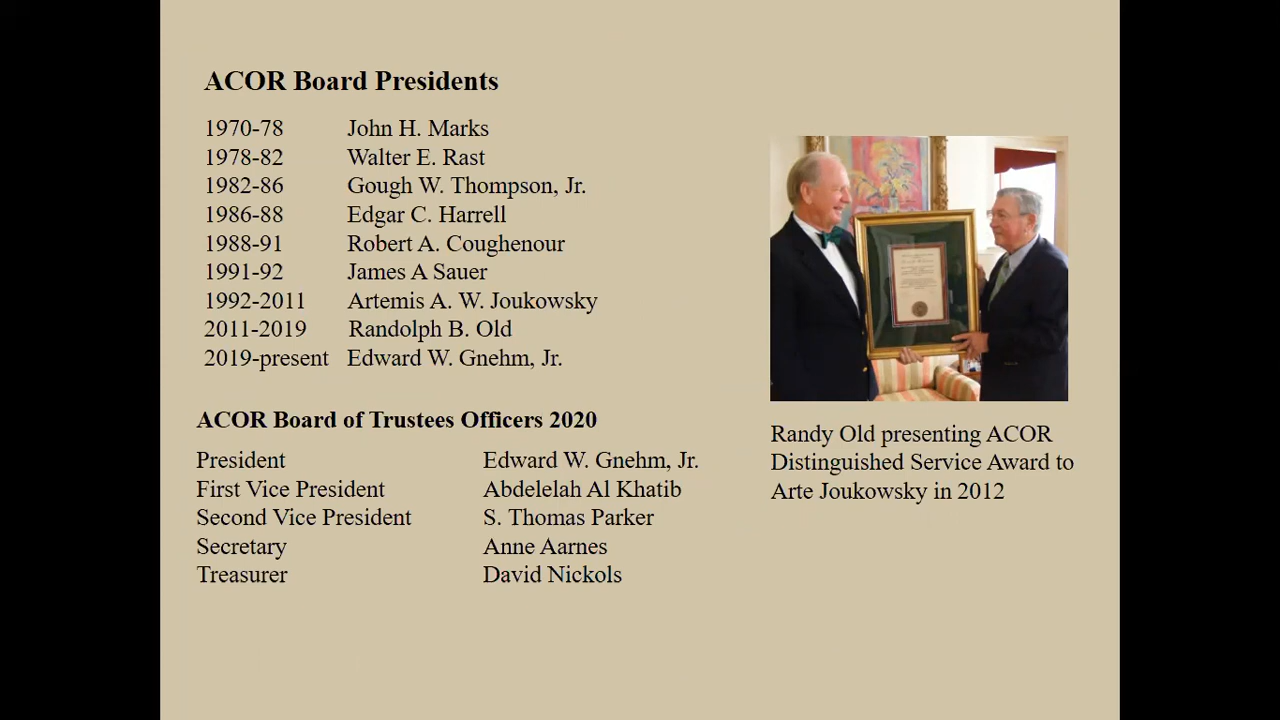 ACOR Board Presidents
1970-78 John H. Marks
1978-82 Walter E. Rast
1982-86 Gough W. Thompson, Jr.
1986-88 Edgar C. Harrell
1988-91 Robert A. Coughenour
1991-92 James A Sauer
1992-2011 Artemis A. W. Joukowsky
2011-2019 Randolph B. Old
2019-present Edward W. Gnehm, Jr.
ACOR Board of Trustees Officers 2020
President Edward W. Gnehm, Jr.
First Vice President Abdelelah Al Khatib
Second Vice President S. Thomas Parker
Secretary Anne Aarnes
Treasurer David Nickols
Randy Old presenting ACOR
Distinguished Service Award to
Arte Joukowsky in 2012